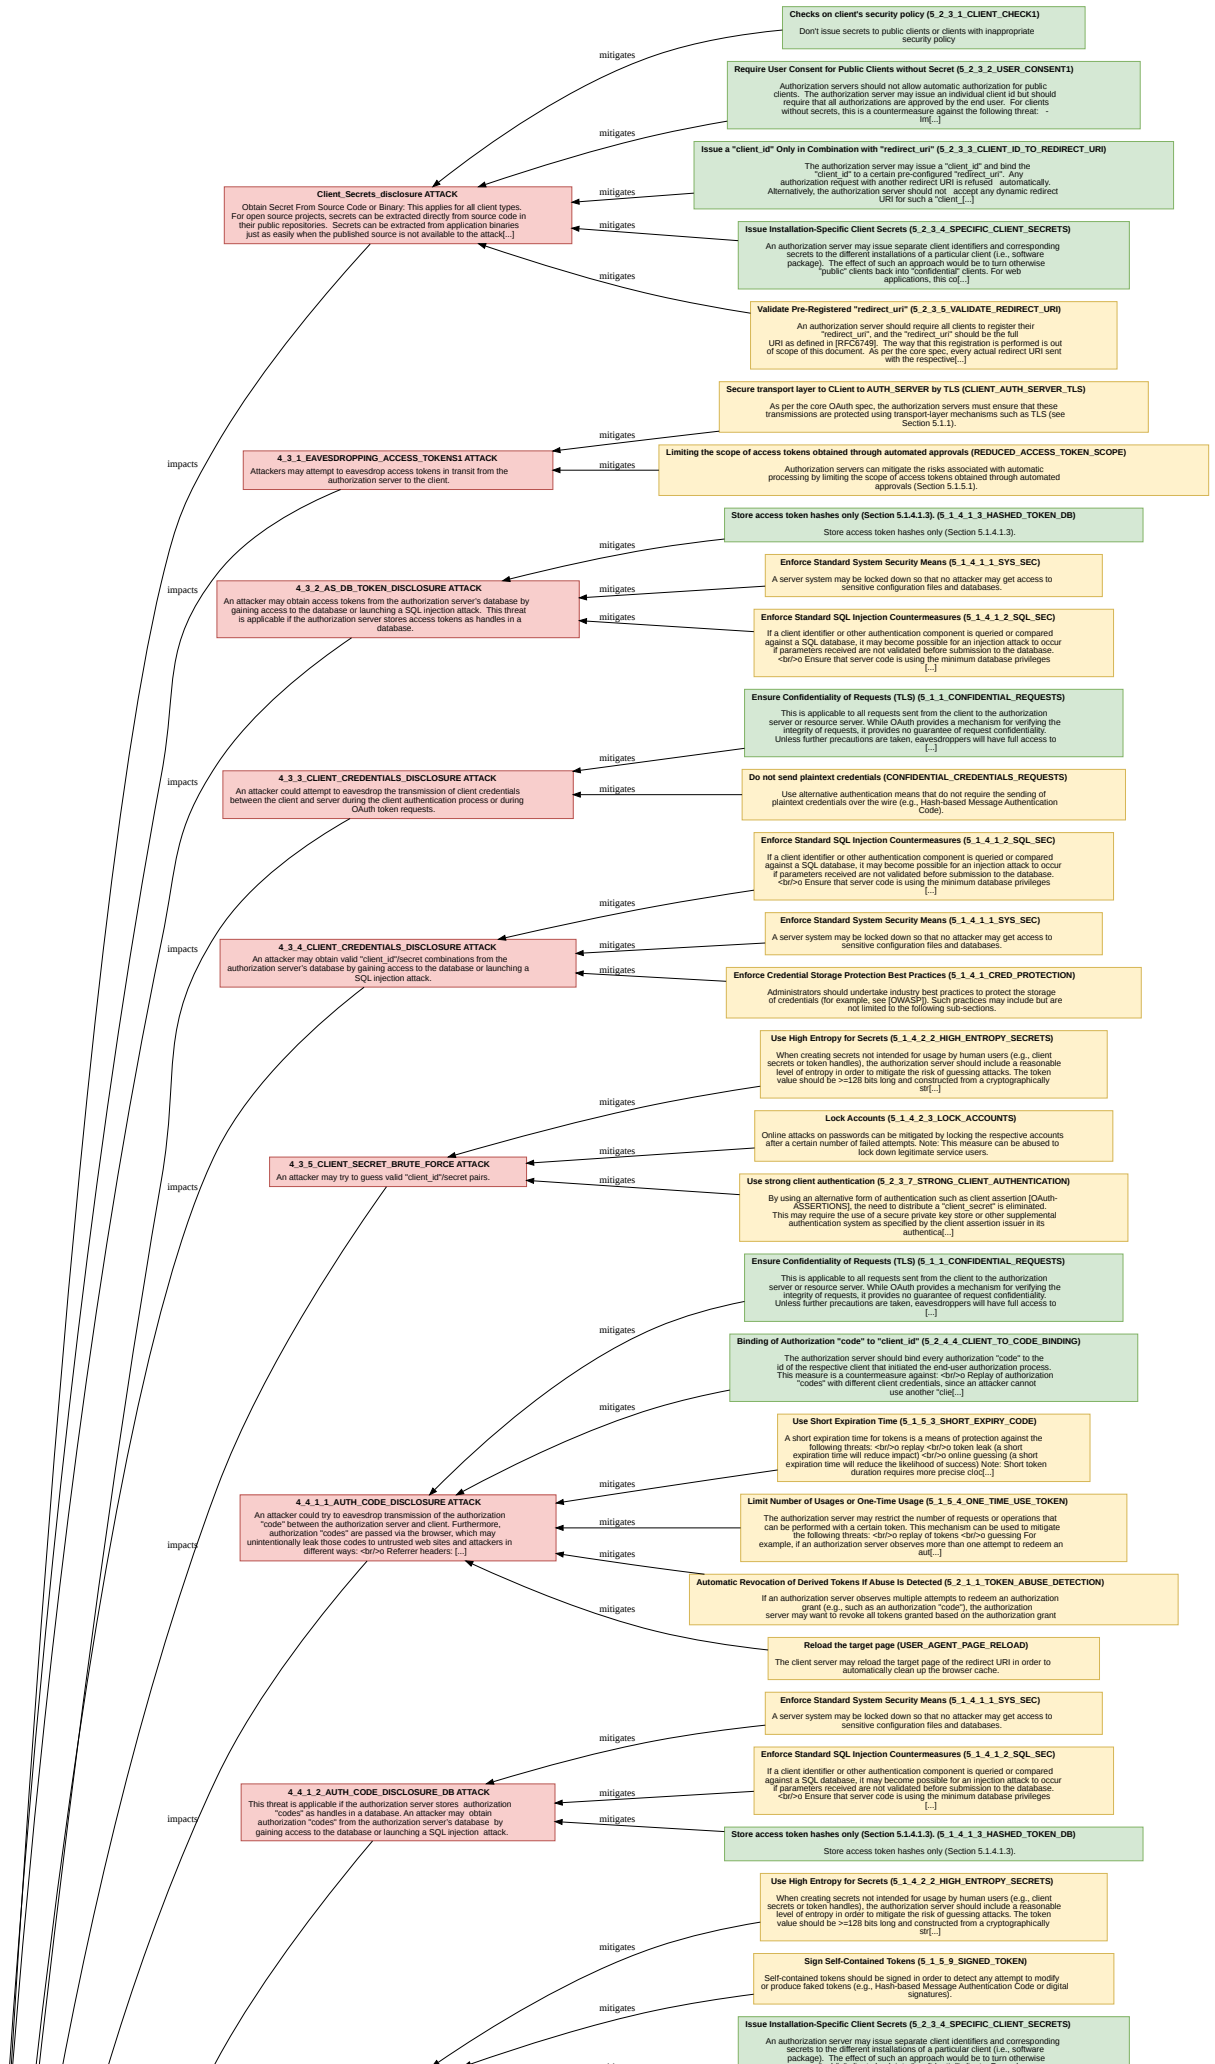 Checks on client's security policy (5_2_3_1_CLIENT_CHECK1)
Don't issue secrets to public clients or clients with inappropriate
security policy
mitigates
Require User Consent for Public Clients without Secret (5_2_3_2_USER_CONSENT1)
Authorization servers should not allow automatic authorization for public
clients.  The authorization server may issue an individual client id but should
require that all authorizations are approved by the end user.  For clients
without secrets, this is a countermeasure against the following threat:   -
Im[...]
mitigates
Issue a "client_id" Only in Combination with "redirect_uri" (5_2_3_3_CLIENT_ID_TO_REDIRECT_URI)
The authorization server may issue a "client_id" and bind the
"client_id" to a certain pre-configured "redirect_uri".  Any
authorization request with another redirect URI is refused   automatically.
Alternatively, the authorization server should not   accept any dynamic redirect
URI for such a "client_[...]
mitigates
Client_Secrets_disclosure ATTACK
Obtain Secret From Source Code or Binary: This applies for all client types.
For open source projects, secrets can be extracted directly from source code in
their public repositories.  Secrets can be extracted from application binaries
just as easily when the published source is not available to the attack[...]
mitigates
Issue Installation-Specific Client Secrets (5_2_3_4_SPECIFIC_CLIENT_SECRETS)
An authorization server may issue separate client identifiers and corresponding
secrets to the different installations of a particular client (i.e., software
package).  The effect of such an approach would be to turn otherwise
"public" clients back into "confidential" clients. For web
applications, this co[...]
mitigates
Validate Pre-Registered "redirect_uri" (5_2_3_5_VALIDATE_REDIRECT_URI)
An authorization server should require all clients to register their
"redirect_uri", and the "redirect_uri" should be the full
URI as defined in [RFC6749].  The way that this registration is performed is out
of scope of this document.  As per the core spec, every actual redirect URI sent
with the respective[...]
Secure transport layer to CLient to AUTH_SERVER by TLS (CLIENT_AUTH_SERVER_TLS)
As per the core OAuth spec, the authorization servers must ensure that these
transmissions are protected using transport-layer mechanisms such as TLS (see
Section 5.1.1).
mitigates
impacts
4_3_1_EAVESDROPPING_ACCESS_TOKENS1 ATTACK
Attackers may attempt to eavesdrop access tokens in transit from the
authorization server to the client.
mitigates
Limiting the scope of access tokens obtained through automated approvals (REDUCED_ACCESS_TOKEN_SCOPE)
Authorization servers can mitigate the risks associated with automatic
processing by limiting the scope of access tokens obtained through automated
approvals (Section 5.1.5.1).
Store access token hashes only (Section 5.1.4.1.3). (5_1_4_1_3_HASHED_TOKEN_DB)
Store access token hashes only (Section 5.1.4.1.3).
mitigates
Enforce Standard System Security Means (5_1_4_1_1_SYS_SEC)
A server system may be locked down so that no attacker may get access to
sensitive configuration files and databases.
mitigates
impacts
4_3_2_AS_DB_TOKEN_DISCLOSURE ATTACK
An attacker may obtain access tokens from the authorization server's database by
gaining access to the database or launching a SQL injection attack.  This threat
is applicable if the authorization server stores access tokens as handles in a
database.
mitigates
Enforce Standard SQL Injection Countermeasures (5_1_4_1_2_SQL_SEC)
If a client identifier or other authentication component is queried or compared
against a SQL database, it may become possible for an injection attack to occur
if parameters received are not validated before submission to the database.
<br/>o Ensure that server code is using the minimum database privileges
[...]
Ensure Confidentiality of Requests (TLS) (5_1_1_CONFIDENTIAL_REQUESTS)
This is applicable to all requests sent from the client to the authorization
server or resource server. While OAuth provides a mechanism for verifying the
integrity of requests, it provides no guarantee of request confidentiality.
Unless further precautions are taken, eavesdroppers will have full access to
[...]
mitigates
impacts
4_3_3_CLIENT_CREDENTIALS_DISCLOSURE ATTACK
An attacker could attempt to eavesdrop the transmission of client credentials
between the client and server during the client authentication process or during
OAuth token requests.
mitigates
Do not send plaintext credentials (CONFIDENTIAL_CREDENTIALS_REQUESTS)
Use alternative authentication means that do not require the sending of
plaintext credentials over the wire (e.g., Hash-based Message Authentication
Code).
Enforce Standard SQL Injection Countermeasures (5_1_4_1_2_SQL_SEC)
If a client identifier or other authentication component is queried or compared
against a SQL database, it may become possible for an injection attack to occur
if parameters received are not validated before submission to the database.
<br/>o Ensure that server code is using the minimum database privileges
[...]
mitigates
Enforce Standard System Security Means (5_1_4_1_1_SYS_SEC)
A server system may be locked down so that no attacker may get access to
sensitive configuration files and databases.
mitigates
impacts
4_3_4_CLIENT_CREDENTIALS_DISCLOSURE ATTACK
An attacker may obtain valid "client_id"/secret combinations from the
authorization server's database by gaining access to the database or launching a
SQL injection attack.
mitigates
Enforce Credential Storage Protection Best Practices (5_1_4_1_CRED_PROTECTION)
Administrators should undertake industry best practices to protect the storage
of credentials (for example, see [OWASP]). Such practices may include but are
not limited to the following sub-sections.
Use High Entropy for Secrets (5_1_4_2_2_HIGH_ENTROPY_SECRETS)
When creating secrets not intended for usage by human users (e.g., client
secrets or token handles), the authorization server should include a reasonable
level of entropy in order to mitigate the risk of guessing attacks. The token
value should be >=128 bits long and constructed from a cryptographically
str[...]
mitigates
Lock Accounts (5_1_4_2_3_LOCK_ACCOUNTS)
Online attacks on passwords can be mitigated by locking the respective accounts
after a certain number of failed attempts. Note: This measure can be abused to
lock down legitimate service users.
mitigates
impacts
4_3_5_CLIENT_SECRET_BRUTE_FORCE ATTACK
An attacker may try to guess valid "client_id"/secret pairs.
mitigates
Use strong client authentication (5_2_3_7_STRONG_CLIENT_AUTHENTICATION)
By using an alternative form of authentication such as client assertion [OAuth-
ASSERTIONS], the need to distribute a "client_secret" is eliminated.
This may require the use of a secure private key store or other supplemental
authentication system as specified by the client assertion issuer in its
authentica[...]
Ensure Confidentiality of Requests (TLS) (5_1_1_CONFIDENTIAL_REQUESTS)
This is applicable to all requests sent from the client to the authorization
server or resource server. While OAuth provides a mechanism for verifying the
integrity of requests, it provides no guarantee of request confidentiality.
Unless further precautions are taken, eavesdroppers will have full access to
[...]
mitigates
Binding of Authorization "code" to "client_id" (5_2_4_4_CLIENT_TO_CODE_BINDING)
The authorization server should bind every authorization "code" to the
id of the respective client that initiated the end-user authorization process.
This measure is a countermeasure against: <br/>o Replay of authorization
"codes" with different client credentials, since an attacker cannot
use another "clie[...]
mitigates
Use Short Expiration Time (5_1_5_3_SHORT_EXPIRY_CODE)
A short expiration time for tokens is a means of protection against the
following threats: <br/>o replay <br/>o token leak (a short
expiration time will reduce impact) <br/>o online guessing (a short
expiration time will reduce the likelihood of success) Note: Short token
duration requires more precise cloc[...]
mitigates
impacts
4_4_1_1_AUTH_CODE_DISCLOSURE ATTACK
An attacker could try to eavesdrop transmission of the authorization
"code" between the authorization server and client. Furthermore,
authorization "codes" are passed via the browser, which may
unintentionally leak those codes to untrusted web sites and attackers in
different ways: <br/>o Referrer headers: [...]
mitigates
Limit Number of Usages or One-Time Usage (5_1_5_4_ONE_TIME_USE_TOKEN)
The authorization server may restrict the number of requests or operations that
can be performed with a certain token. This mechanism can be used to mitigate
the following threats: <br/>o replay of tokens <br/>o guessing For
example, if an authorization server observes more than one attempt to redeem an
aut[...]
mitigates
Automatic Revocation of Derived Tokens If Abuse Is Detected (5_2_1_1_TOKEN_ABUSE_DETECTION)
If an authorization server observes multiple attempts to redeem an authorization
grant (e.g., such as an authorization "code"), the authorization
server may want to revoke all tokens granted based on the authorization grant
mitigates
Reload the target page (USER_AGENT_PAGE_RELOAD)
The client server may reload the target page of the redirect URI in order to
automatically clean up the browser cache.
Enforce Standard System Security Means (5_1_4_1_1_SYS_SEC)
A server system may be locked down so that no attacker may get access to
sensitive configuration files and databases.
mitigates
Enforce Standard SQL Injection Countermeasures (5_1_4_1_2_SQL_SEC)
If a client identifier or other authentication component is queried or compared
against a SQL database, it may become possible for an injection attack to occur
if parameters received are not validated before submission to the database.
<br/>o Ensure that server code is using the minimum database privileges
[...]
mitigates
impacts
4_4_1_2_AUTH_CODE_DISCLOSURE_DB ATTACK
This threat is applicable if the authorization server stores  authorization
"codes" as handles in a database. An attacker may  obtain
authorization "codes" from the authorization server's database  by
gaining access to the database or launching a SQL injection  attack.
mitigates
Store access token hashes only (Section 5.1.4.1.3). (5_1_4_1_3_HASHED_TOKEN_DB)
Store access token hashes only (Section 5.1.4.1.3).
Use High Entropy for Secrets (5_1_4_2_2_HIGH_ENTROPY_SECRETS)
When creating secrets not intended for usage by human users (e.g., client
secrets or token handles), the authorization server should include a reasonable
level of entropy in order to mitigate the risk of guessing attacks. The token
value should be >=128 bits long and constructed from a cryptographically
str[...]
mitigates
Sign Self-Contained Tokens (5_1_5_9_SIGNED_TOKEN)
Self-contained tokens should be signed in order to detect any attempt to modify
or produce faked tokens (e.g., Hash-based Message Authentication Code or digital
signatures).
mitigates
Issue Installation-Specific Client Secrets (5_2_3_4_SPECIFIC_CLIENT_SECRETS)
An authorization server may issue separate client identifiers and corresponding
secrets to the different installations of a particular client (i.e., software
package).  The effect of such an approach would be to turn otherwise